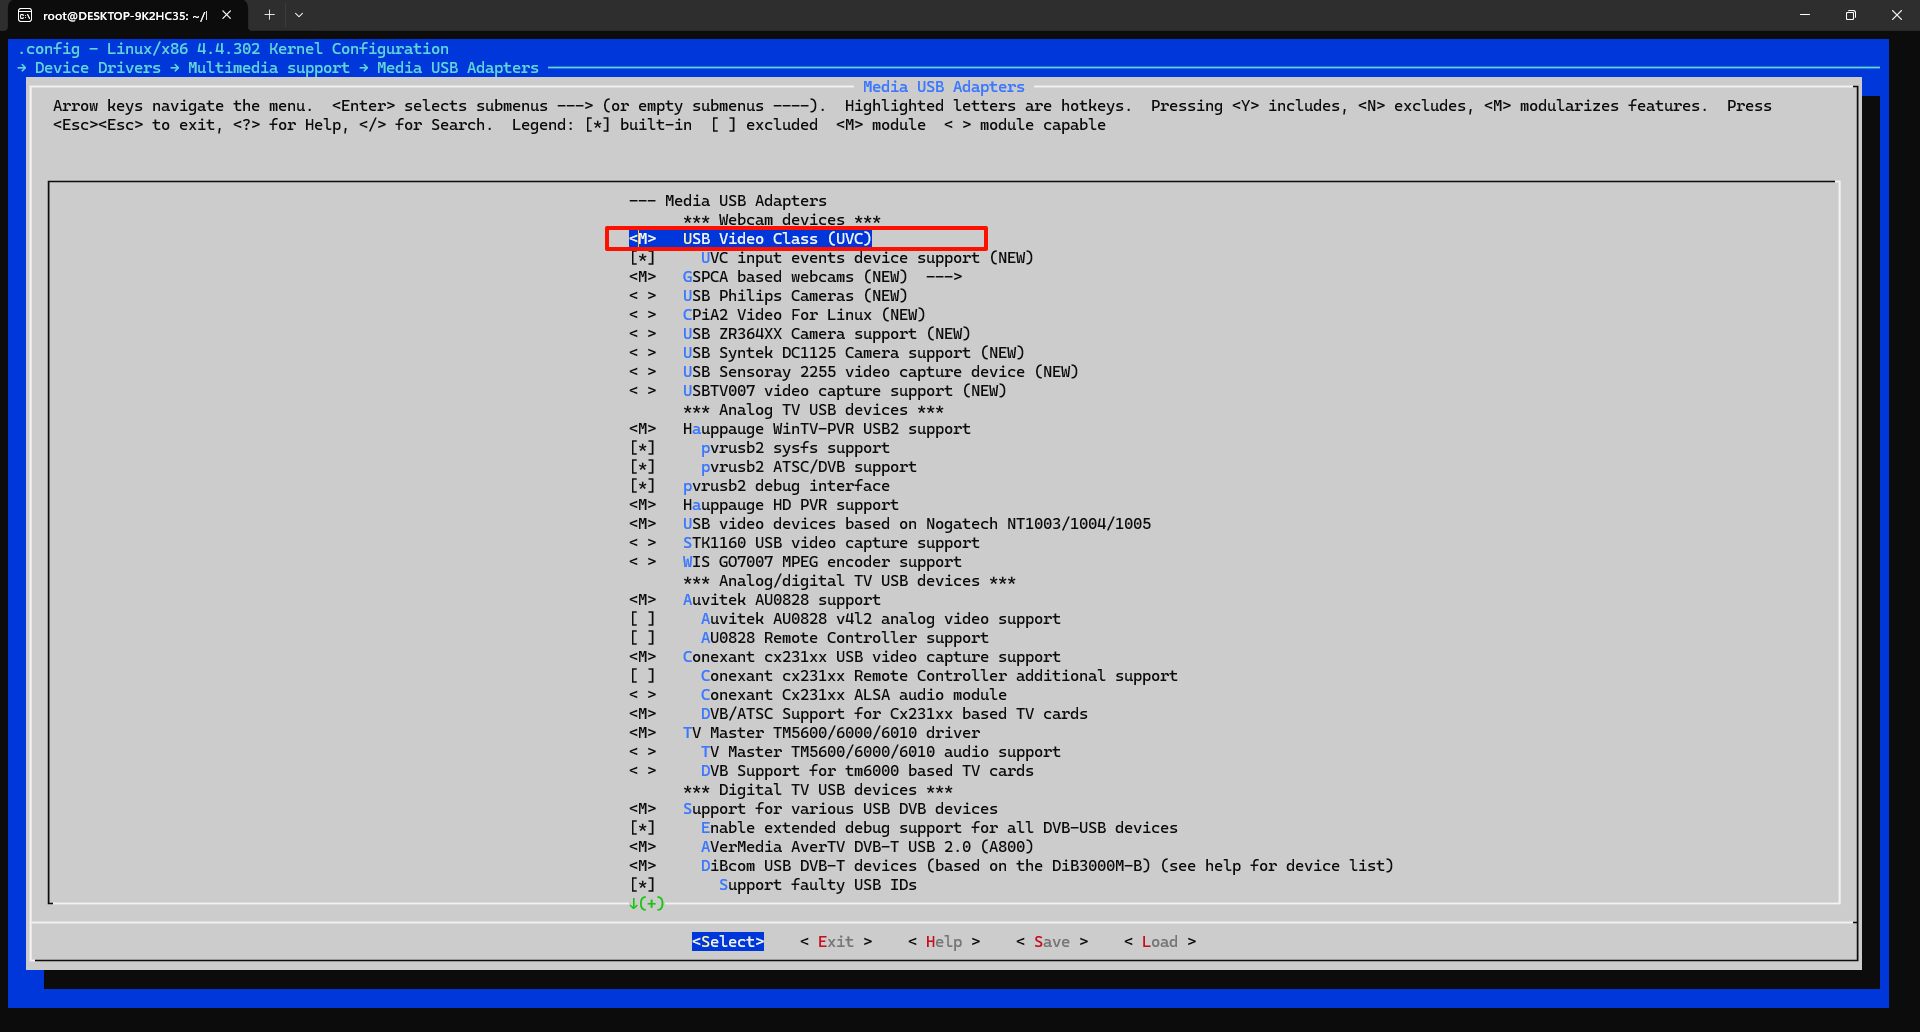 root@DESKTOP-9K2HC35: ~/l
.config - Linux/x86 4.4.302 Kernel Configuration
→ Device Drivers → Multimedia support → Media USB Adapters
Media USB Adapters
Arrow keys navigate the menu.  <Enter> selects submenus ---> (or empty submenus ----).  Highlighted letters are hotkeys.  Pressing <Y> includes, <N> excludes, <M> modularizes features.  Press
<Esc><Esc> to exit, <?> for Help, </> for Search.  Legend: [*] built-in  [ ] excluded  <M> module  < > module capable
--- Media USB Adapters
*** Webcam devices ***
<M>   USB Video Class (UVC)
[*]     UVC input events device support (NEW)
<M>   GSPCA based webcams (NEW)  --->
< >   USB Philips Cameras (NEW)
< >   CPiA2 Video For Linux (NEW)
< >   USB ZR364XX Camera support (NEW)
< >   USB Syntek DC1125 Camera support (NEW)
< >   USB Sensoray 2255 video capture device (NEW)
< >   USBTV007 video capture support (NEW)
*** Analog TV USB devices ***
<M>   Hauppauge WinTV-PVR USB2 support
[*]     pvrusb2 sysfs support
[*]     pvrusb2 ATSC/DVB support
[*]   pvrusb2 debug interface
<M>   Hauppauge HD PVR support
<M>   USB video devices based on Nogatech NT1003/1004/1005
< >   STK1160 USB video capture support
< >   WIS GO7007 MPEG encoder support
*** Analog/digital TV USB devices ***
<M>   Auvitek AU0828 support
[ ]     Auvitek AU0828 v4l2 analog video support
[ ]     AU0828 Remote Controller support
<M>   Conexant cx231xx USB video capture support
[ ]     Conexant cx231xx Remote Controller additional support
< >     Conexant Cx231xx ALSA audio module
<M>     DVB/ATSC Support for Cx231xx based TV cards
<M>   TV Master TM5600/6000/6010 driver
< >     TV Master TM5600/6000/6010 audio support
< >     DVB Support for tm6000 based TV cards
*** Digital TV USB devices ***
<M>   Support for various USB DVB devices
[*]     Enable extended debug support for all DVB-USB devices
<M>     AVerMedia AverTV DVB-T USB 2.0 (A800)
<M>     DiBcom USB DVB-T devices (based on the DiB3000M-B) (see help for device list)
[*]       Support faulty USB IDs
↓(+)
<Select>    < Exit >    < Help >    < Save >    < Load >